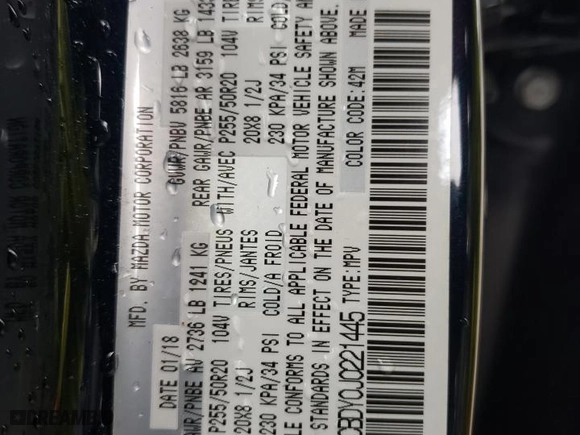 MFD. BY MAZDA MOTOR CORPORATION
DATE 01/18 GVWR/PNBV 5816 LB 2638 KG
GAWR/PNBE AV 2736 LB 1241 KG REAR GAWR/PNBE AR 3159 LB
P255/50R20 104V TIRES/PNEUS WITH/AVEC P255/50R20 104V TIRES
20X8 1/2J RIMS/JANTES 20X8 1/2J RIMS
230 KPA/34 PSI COLD/A FROID 230 KPA/34 PSI COLD
CONFORMS TO ALL APPLICABLE FEDERAL MOTOR VEHICLE SAFETY
STANDARDS IN EFFECT ON THE DATE OF MANUFACTURE SHOWN ABOVE.
TYPE:MPV COLOR CODE:42M MADE